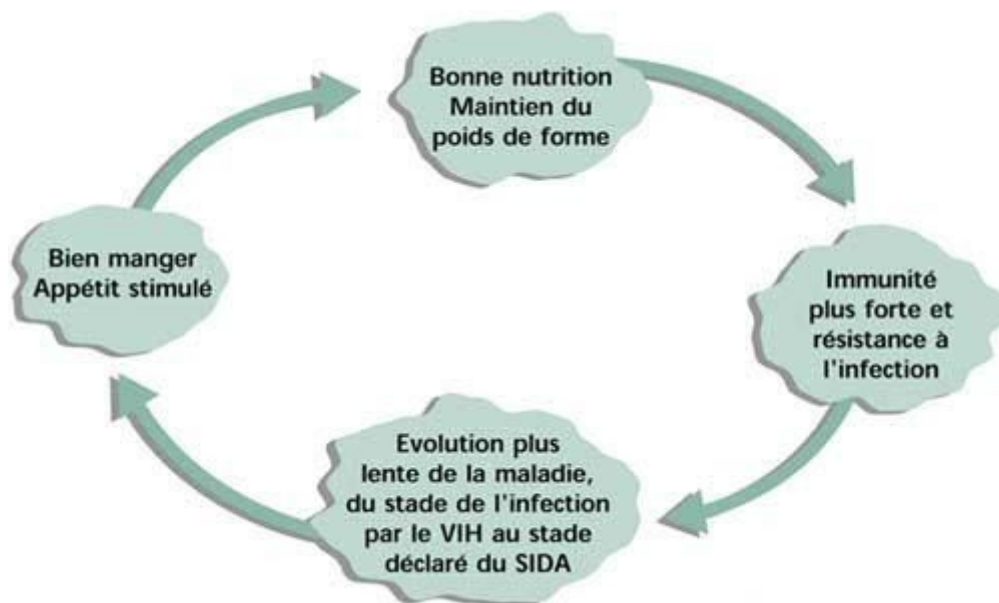 Bonne nutrition
Maintien du
poids de forme
Immunité
plus forte et
résistance à
l'infection
Evolution plus
lente de la maladie,
du stade de l'infection
par le VIH au stade
déclaré du SIDA
Bien manger
Appétit stimulé